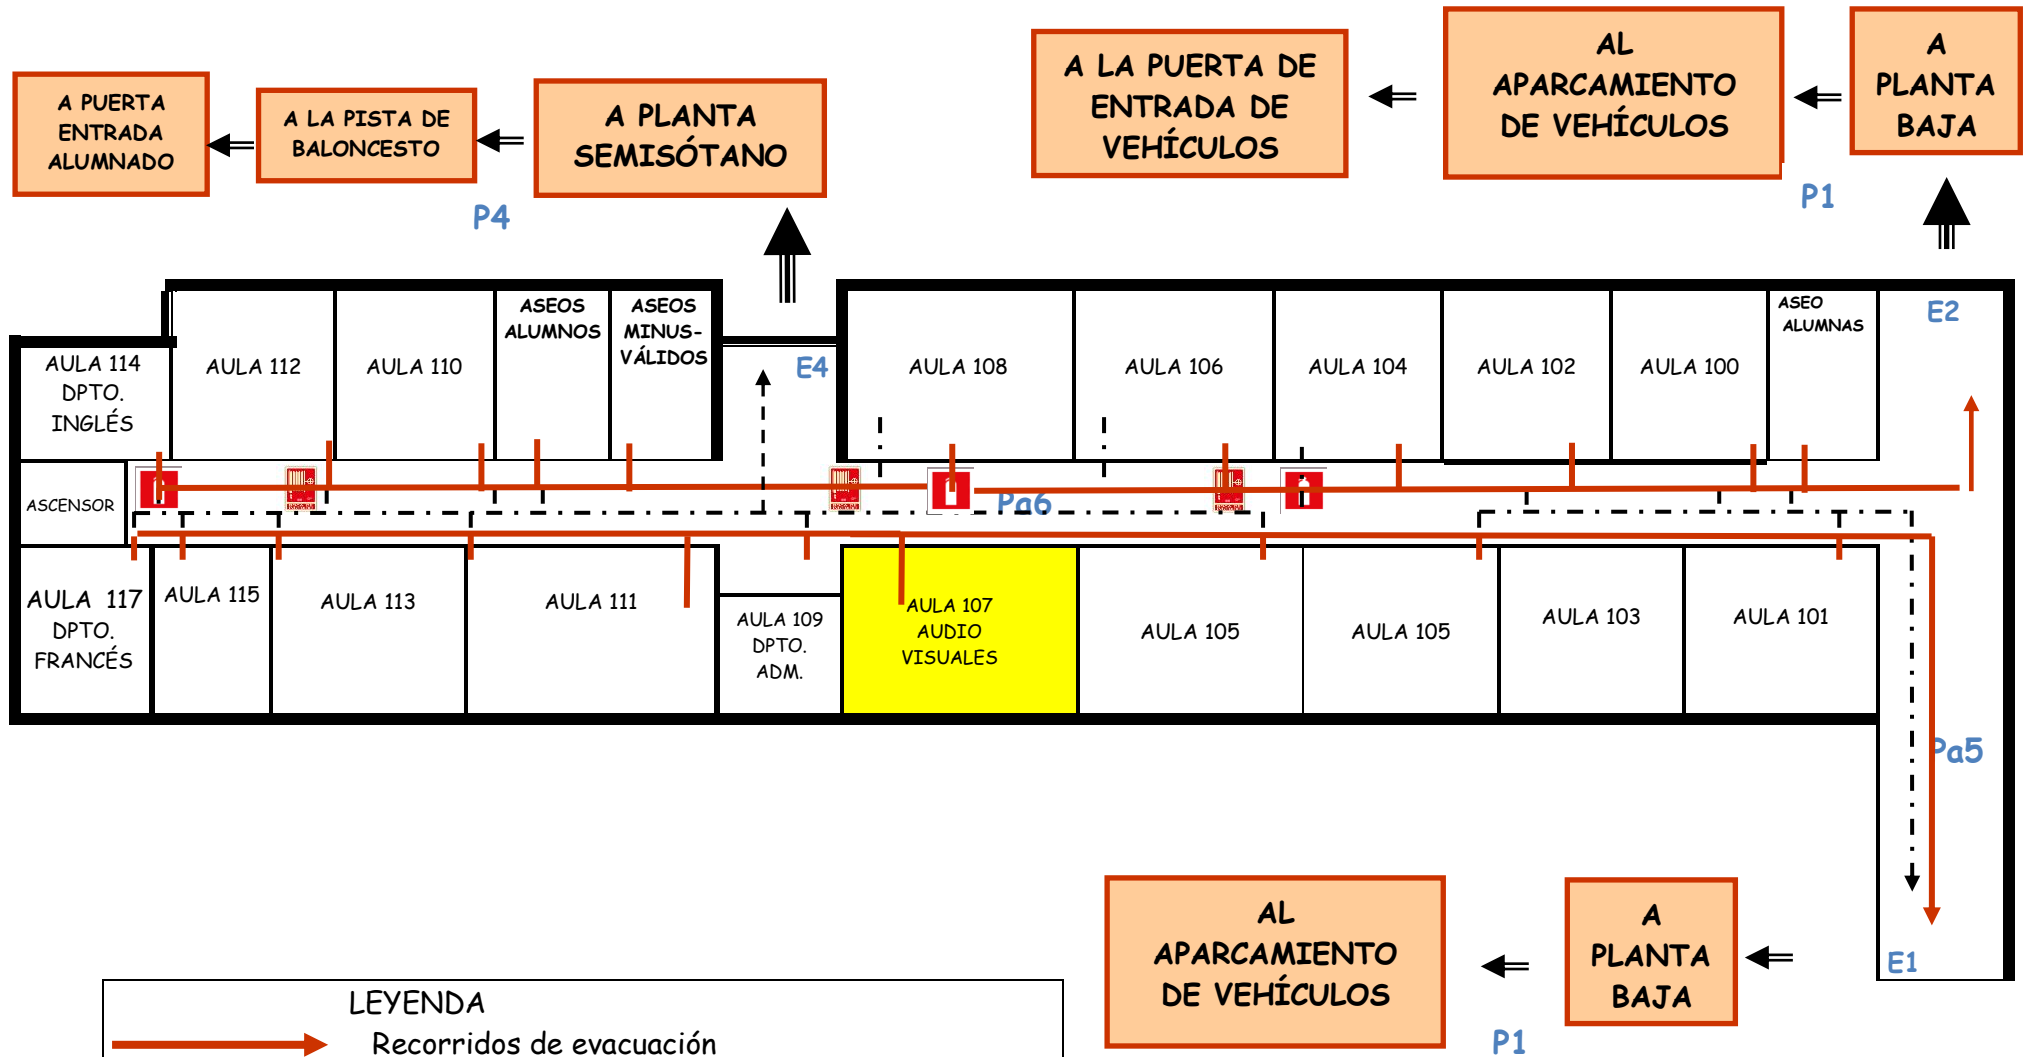 A PUERTA
ENTRADA
ALUMNADO
A LA PISTA DE
BALONCESTO
A PLANTA
SEMISÓTANO
A LA PUERTA DE
ENTRADA DE
VEHÍCULOS
AL
APARCAMIENTO
DE VEHÍCULOS
A
PLANTA
BAJA
P4
P1
AULA 114
DPTO.
INGLÉS
AULA 112
AULA 110
ASEOS
ALUMNOS
ASEOS
MINUS-
VÁLIDOS
E4
AULA 108
AULA 106
AULA 104
AULA 102
AULA 100
ASEO
ALUMNAS
E2
ASCENSOR
Pa6
AULA 117
DPTO.
FRANCÉS
AULA 115
AULA 113
AULA 111
AULA 109
DPTO.
ADM.
AULA 107
AUDIO
VISUALES
AULA 105
AULA 105
AULA 103
AULA 101
Pa5
E1
AL
APARCAMIENTO
DE VEHÍCULOS
A
PLANTA
BAJA
P1
LEYENDA
Recorridos de evacuación